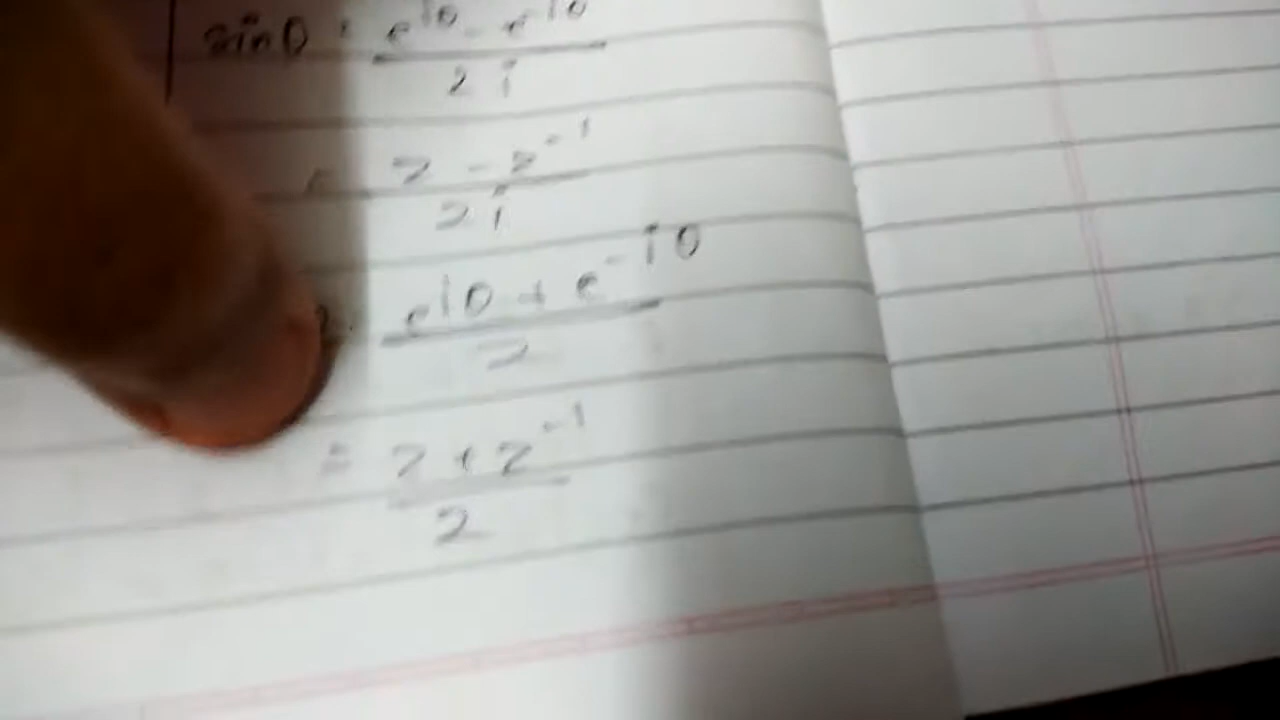 sinθ = e^iθ - e^-iθ
2i
= z - z^-1
2i
e^iθ + e^-iθ
2
= z + z^-1
2